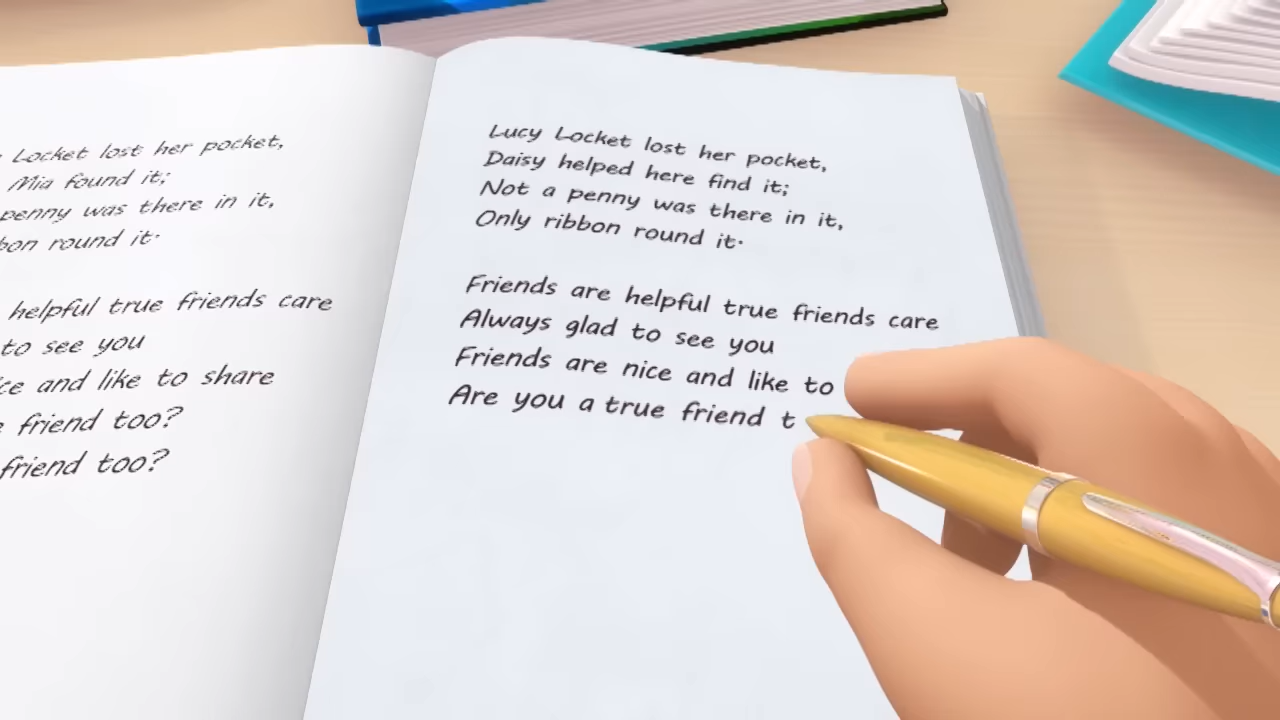 Locket lost her pocket,
Mia found it;
penny was there in it,
bon round it.
helpful true friends care
to see you
ce and like to share
e friend too?
friend too?
Lucy Locket lost her pocket,
Daisy helped here find it;
Not a penny was there in it,
Only ribbon round it.
Friends are helpful true friends care
Always glad to see you
Friends are nice and like to
Are you a true friend t